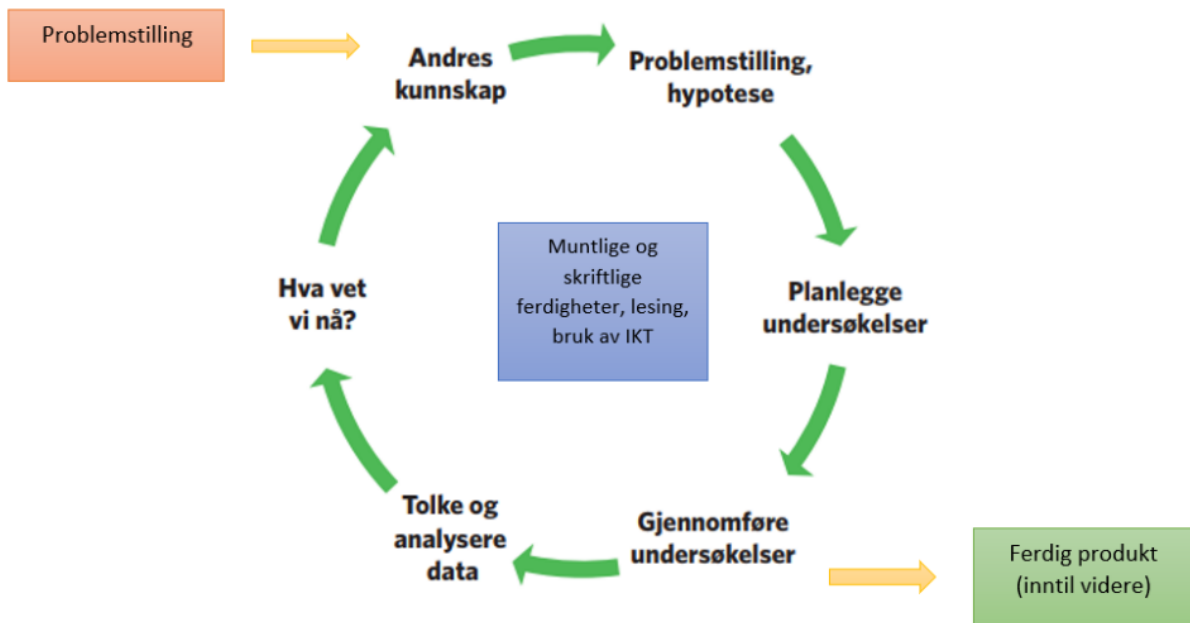 Problemstilling
Andres
kunnskap
Problemstilling,
hypotese
Planlegge
undersøkelser
Gjennomføre
undersøkelser
Tolke og
analysere
data
Hva vet
vi nå?
Muntlige og
skriftlige
ferdigheter, lesing,
bruk av IKT
Ferdig produkt
(inntil videre)